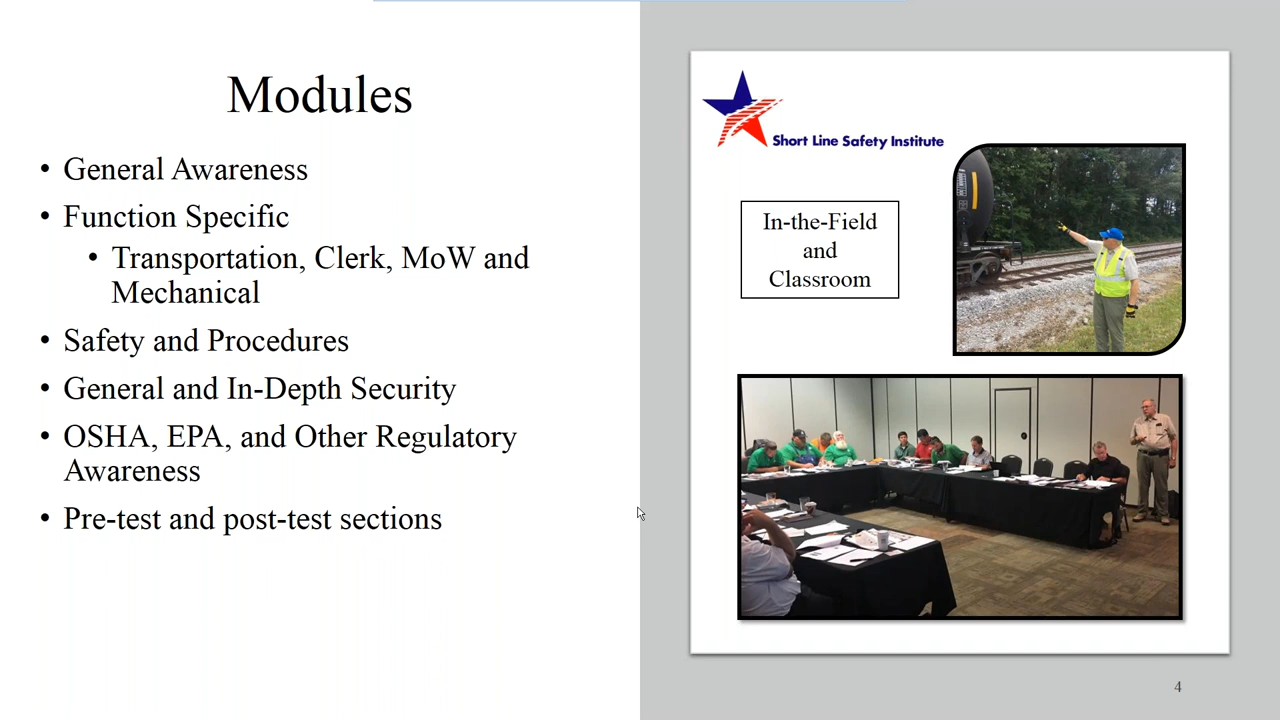 Modules
• General Awareness
• Function Specific
• Transportation, Clerk, MoW and
Mechanical
• Safety and Procedures
• General and In-Depth Security
• OSHA, EPA, and Other Regulatory
Awareness
• Pre-test and post-test sections
Short Line Safety Institute
In-the-Field
and
Classroom
4